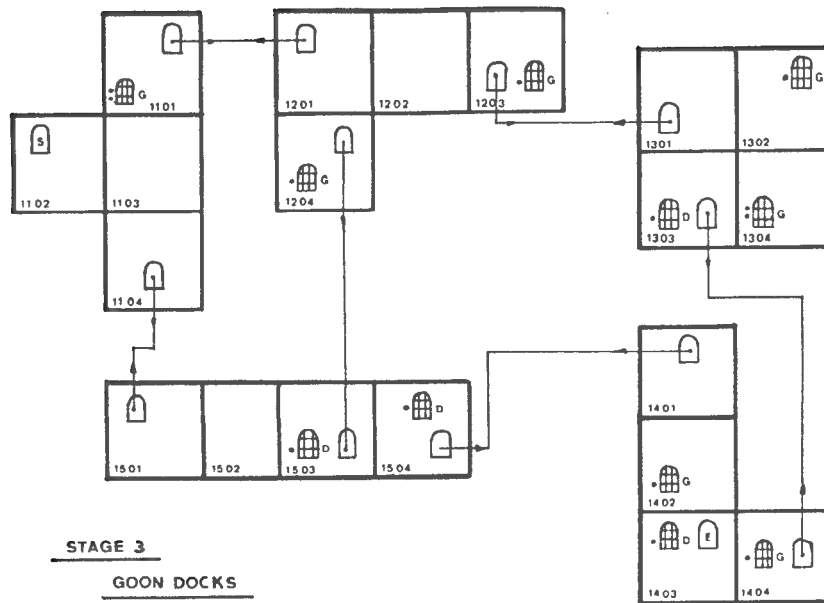 G
1101
1201
1202
G
1203
1301
G
1302
S
1102
1103
G
1204
D
1303
G
1304
1104
1401
1501
1502
D
1503
D
1504
G
1402
D
E
1403
G
1404
STAGE 3
GOON DOCKS